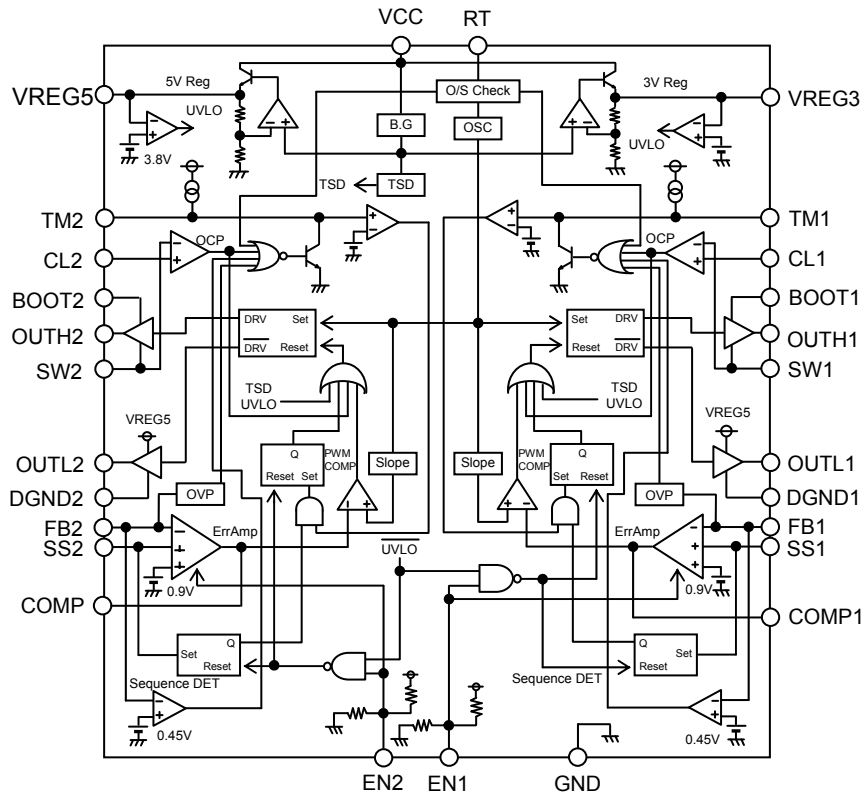 VCC RT
VREG5 5V Reg O/S Check 3V Reg VREG3
UVLO B.G OSC UVLO
3.8V
TSD TSD
TM2 TM1
OCP OCP
CL2 CL1
BOOT2 BOOT1
DRV Set Set DRV
OUTH2 OUTH1
DRV Reset Reset DRV
SW2 SW1
TSD TSD
UVLO UVLO
VREG5 VREG5
Q PWM PWM Q
COMP COMP
OUTL2 Reset Set Slope Slope Set Reset OUTL1
DGND2 OVP OVP DGND1
FB2 ErrAmp ErrAmp FB1
SS2 SS1
UVLO
0.9V 0.9V
COMP COMP1
Q Q
Set Set
Reset Reset
Sequence DET Sequence DET
0.45V 0.45V
EN2 EN1 GND